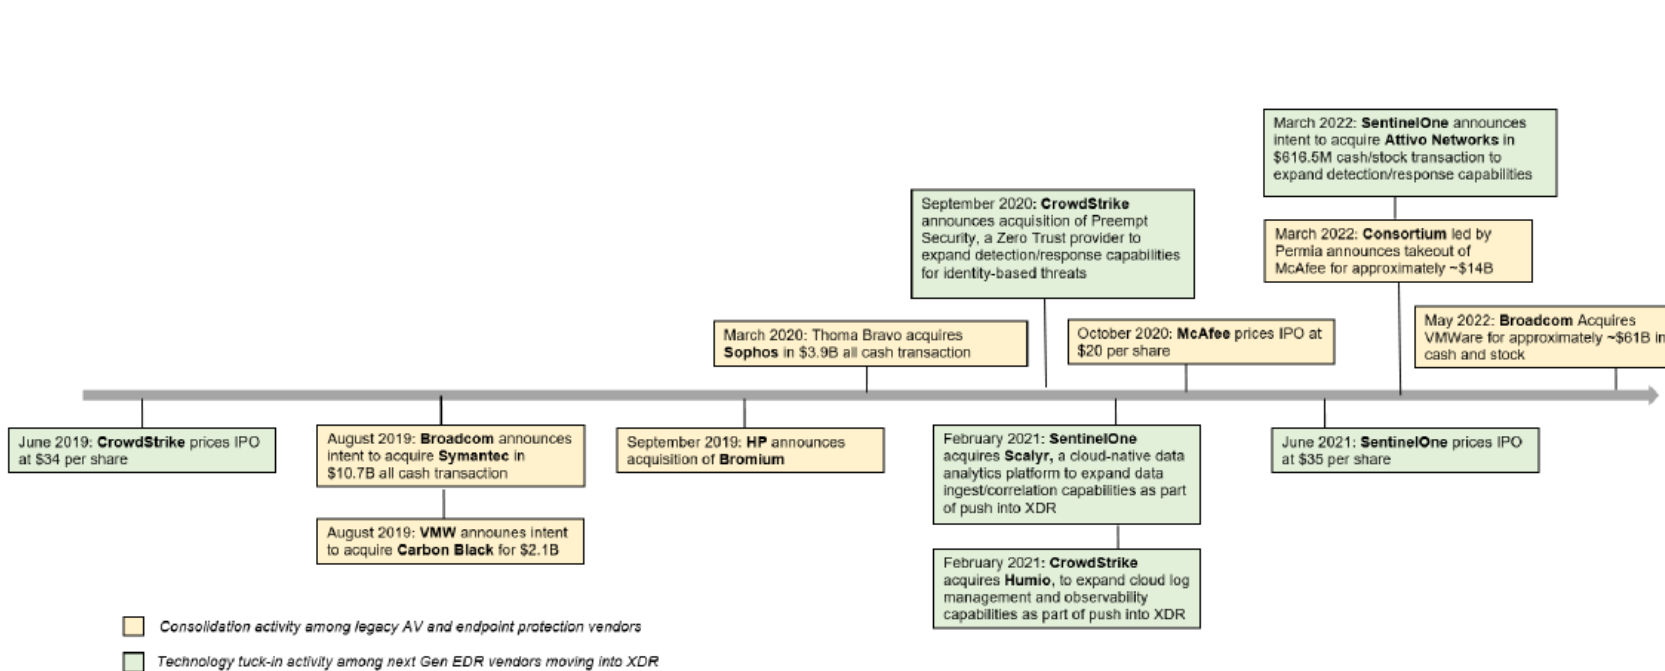 March 2022: SentinelOne announces
intent to acquire Attivo Networks in
$616.5M cash/stock transaction to
expand detection/response capabilities
September 2020: CrowdStrike
announces acquisition of Preempt
Security, a Zero Trust provider to
expand detection/response capabilities
for identity-based threats
March 2022: Consortium led by
Permia announces takeout of
McAfee for approximately ~$14B
March 2020: Thoma Bravo acquires
Sophos in $3.9B all cash transaction
October 2020: McAfee prices IPO at
$20 per share
May 2022: Broadcom Acquires
VMWare for approximately ~$61B in
cash and stock
June 2019: CrowdStrike prices IPO
at $34 per share
August 2019: Broadcom announces
intent to acquire Symantec in
$10.7B all cash transaction
August 2019: VMW announes intent
to acquire Carbon Black for $2.1B
September 2019: HP announces
acquisition of Bromium
February 2021: SentinelOne
acquires Scalyr, a cloud-native data
analytics platform to expand data
ingest/correlation capabilities as part
of push into XDR
February 2021: CrowdStrike
acquires Humio, to expand cloud log
management and observability
capabilities as part of push into XDR
June 2021: SentinelOne prices IPO
at $35 per share
Consolidation activity among legacy AV and endpoint protection vendors
Technology tuck-in activity among next Gen EDR vendors moving into XDR